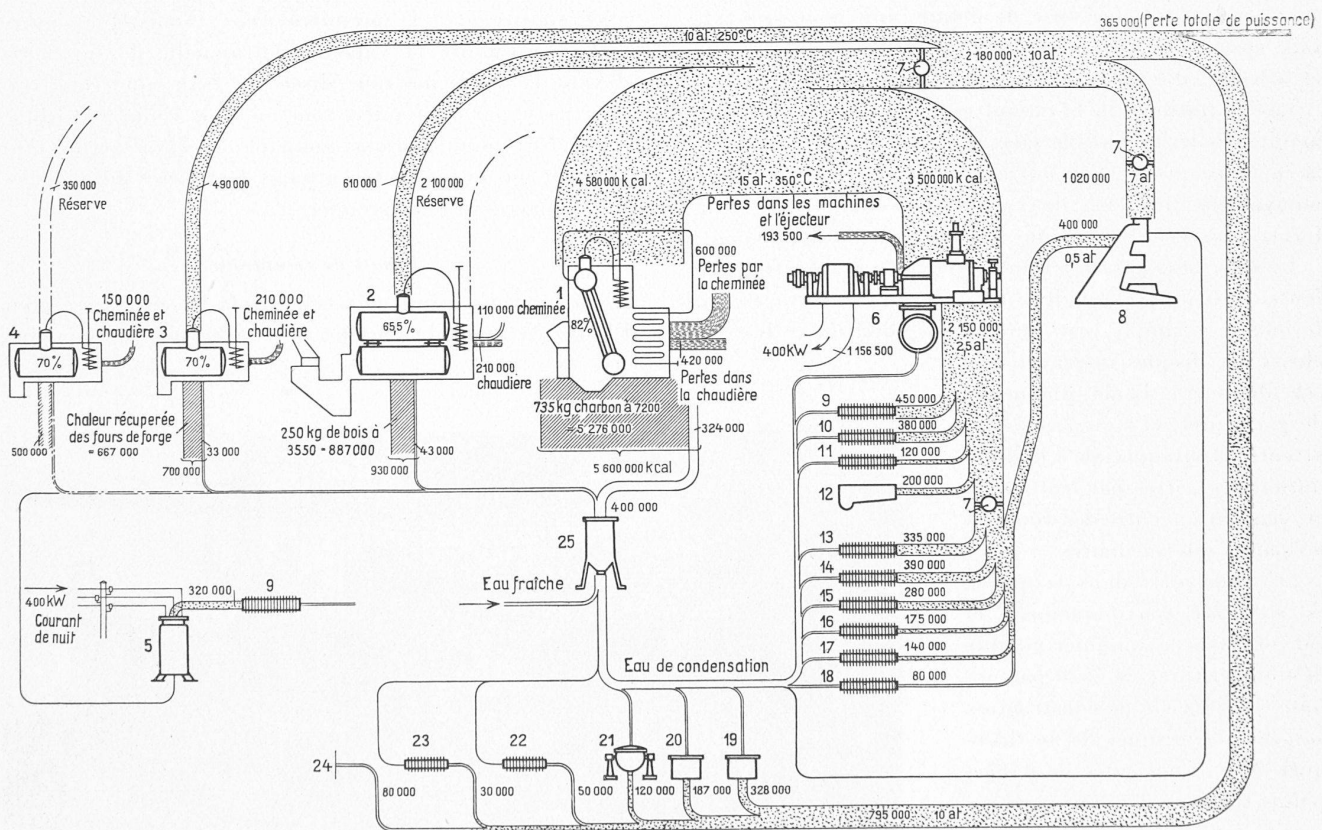 365 000 (Perte totale de puissance)
10 at 250°C
7
2 180 000 10 at
7
350 000
Réserve
490 000
610 000
2 100 000
Réserve
4 580 000 k cal
15 at 350°C
3 500 000 k cal
1 020 000
7 at
Pertes dans les machines
et l'éjecteur
193 500
400 000
0,5 at
600 000
Pertes par
la cheminée
150 000
Cheminée et
chaudière
210 000
Cheminée et
chaudière
110 000
cheminée
210 000
chaudière
4
70%
3
70%
2
65,5%
1
82%
420 000
Pertes dans
la chaudière
6
400 kW
1 156 500
2 150 000
2,5 at
8
Chaleur récuperée
des fours de forge
= 667 000
500 000
33 000
700 000
250 kg de bois à
3550 = 887 000
43 000
930 000
735 kg charbon à 7200
= 5 276 000
324 000
5 600 000 k cal
9
450 000
10
380 000
11
120 000
12
200 000
7
400 000
25
13
335 000
14
390 000
15
280 000
16
175 000
17
140 000
18
80 000
Eau fraîche
400 kW
Courant
de nuit
320 000
9
5
Eau de condensation
24
23
22
21
20
19
80 000
30 000
50 000
120 000
187 000
328 000
795 000 10 at